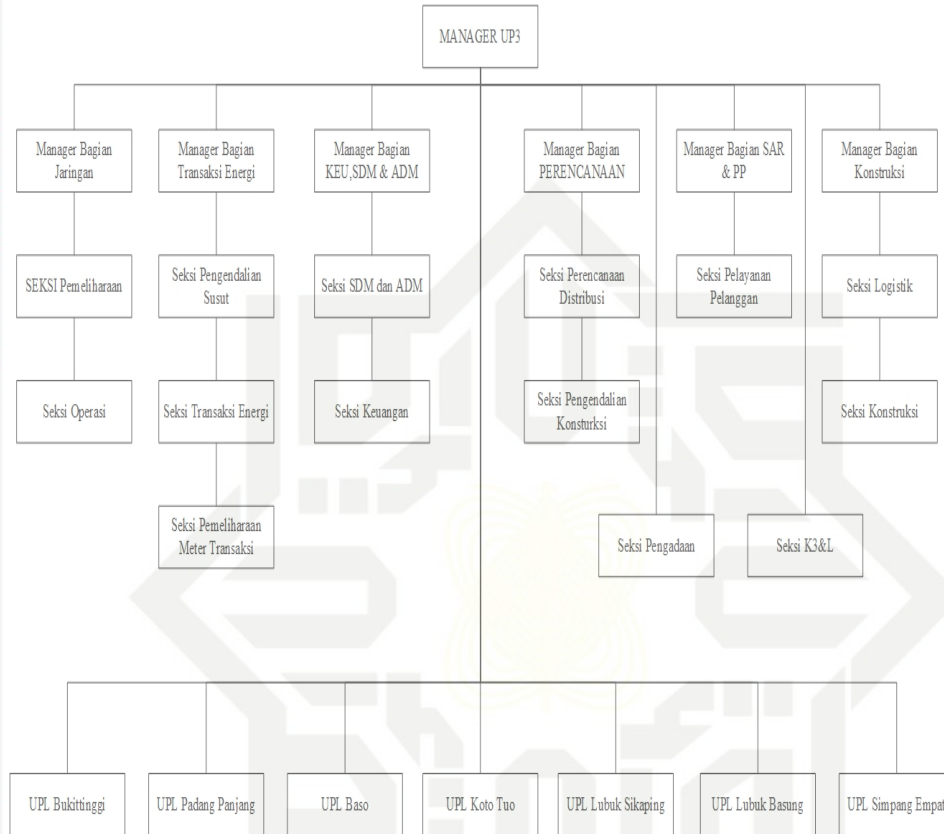 MANAGER UP3
Manager Bagian
Jaringan
Manager Bagian
Transaksi Energi
Manager Bagian
KEU,SDM & ADM
Manager Bagian
PERENCANAAN
Manager Bagian SAR
& PP
Manager Bagian
Konstruksi
SEKSI Pemeliharaan
Seksi Pengendalian
Susut
Seksi SDM dan ADM
Seksi Perencanaan
Distribusi
Seksi Pelayanan
Pelanggan
Seksi Logistik
Seksi Operasi
Seksi Transaksi Energi
Seksi Keuangan
Seksi Pengendalian
Konsturksi
Seksi Konstruksi
Seksi Pemeliharaan
Meter Transaksi
Seksi Pengadaan
Seksi K3&L
UPL Bukittinggi
UPL Padang Panjang
UPL Baso
UPL Koto Tuo
UPL Lubuk Sikaping
UPL Lubuk Basung
UPL Simpang Empat